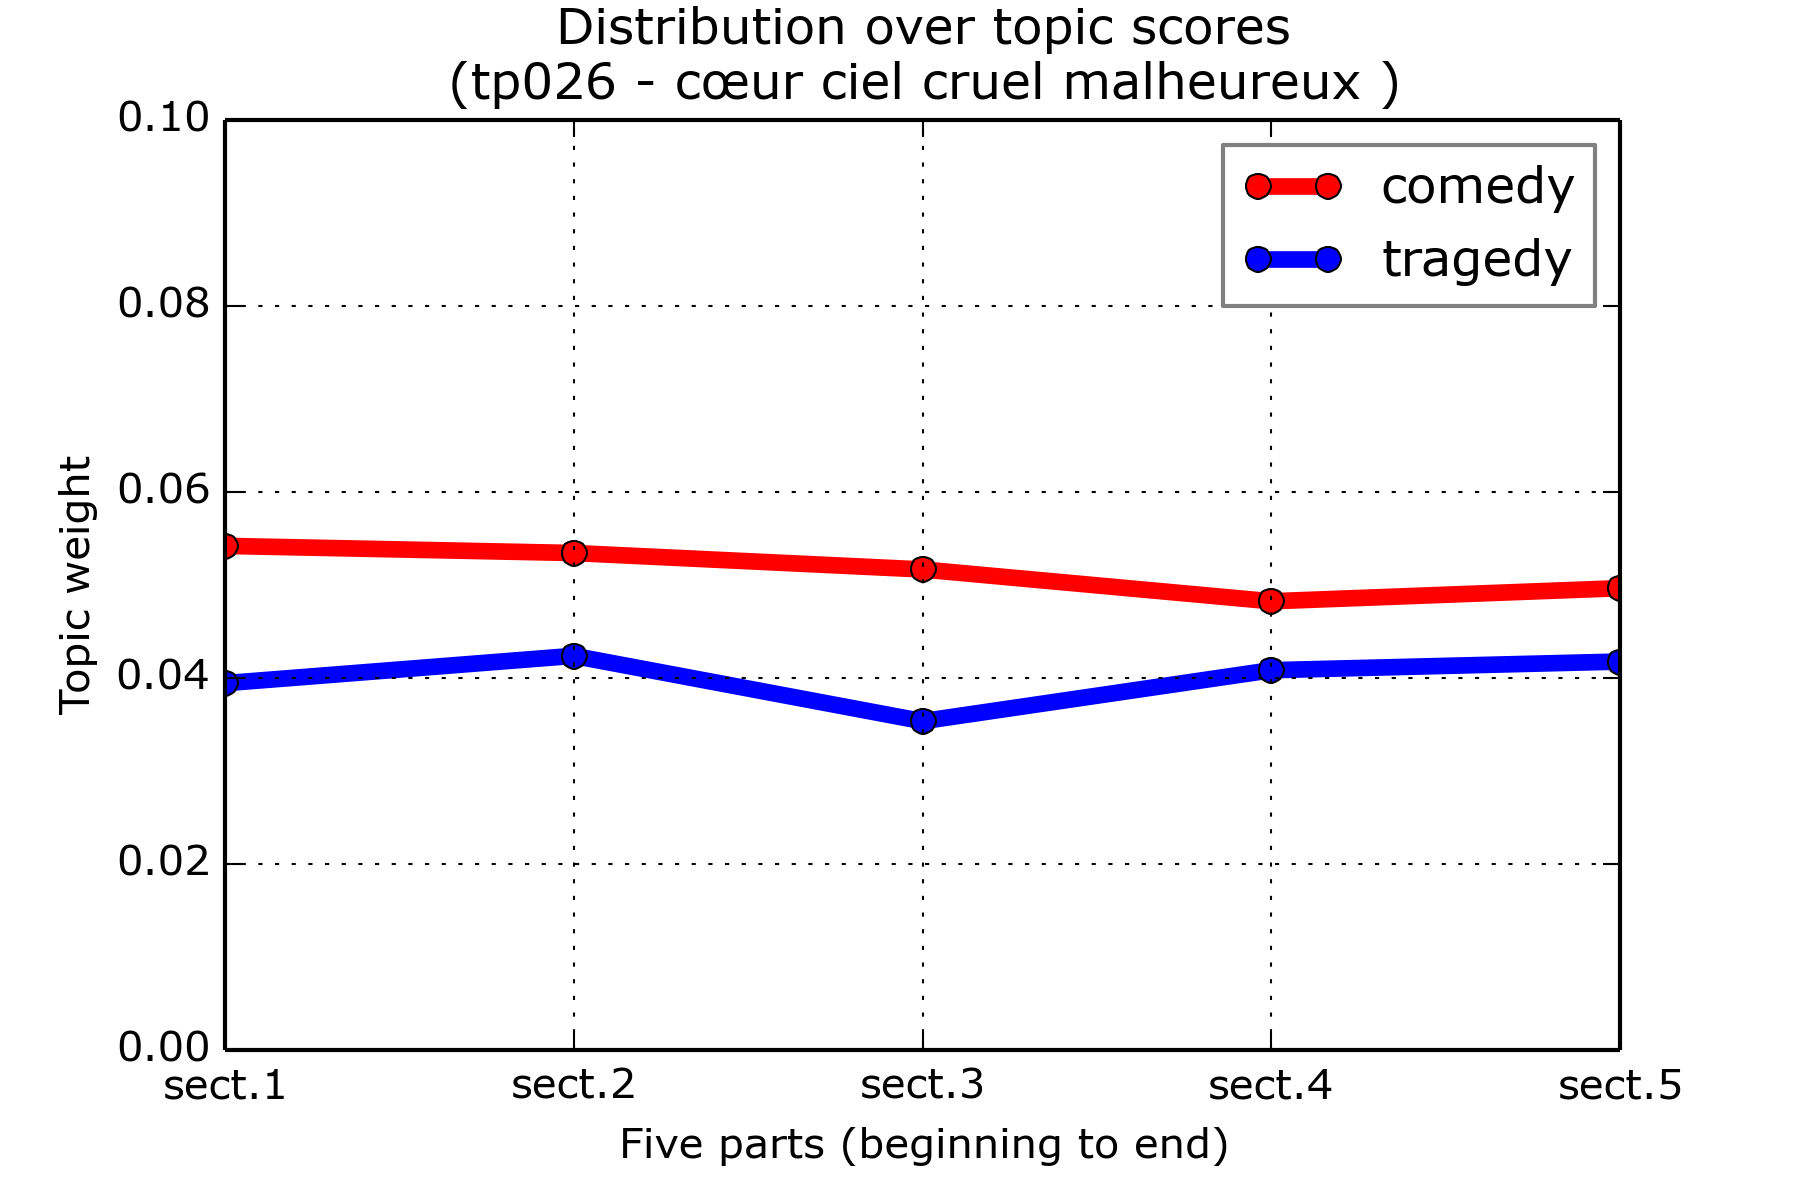 Distribution over topic scores
(tp026 - cœur ciel cruel malheureux )
0.10
0.08
0.06
0.04
0.02
0.00
Topic weight
comedy
tragedy
sect.1 sect.2 sect.3 sect.4 sect.5
Five parts (beginning to end)